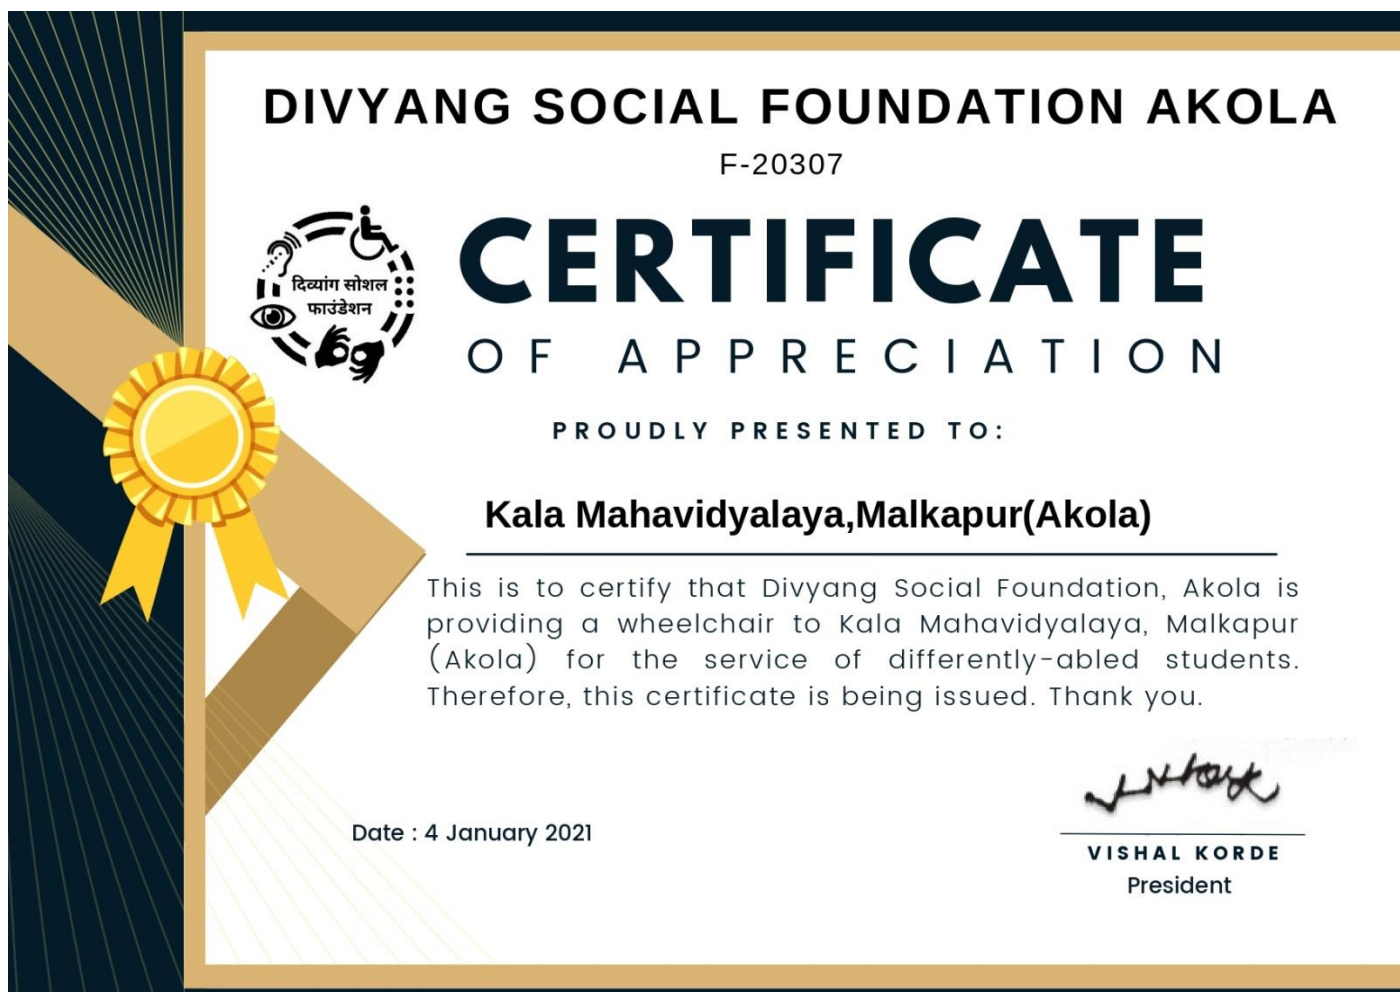 DIVYANG SOCIAL FOUNDATION AKOLA
F-20307
दिव्यांग सोशल
फाउंडेशन
CERTIFICATE
OF APPRECIATION
PROUDLY PRESENTED TO:
Kala Mahavidyalaya,Malkapur(Akola)
This is to certify that Divyang Social Foundation, Akola is
providing a wheelchair to Kala Mahavidyalaya, Malkapur
(Akola) for the service of differently-abled students.
Therefore, this certificate is being issued. Thank you.
Date : 4 January 2021
VISHAL KORDE
President